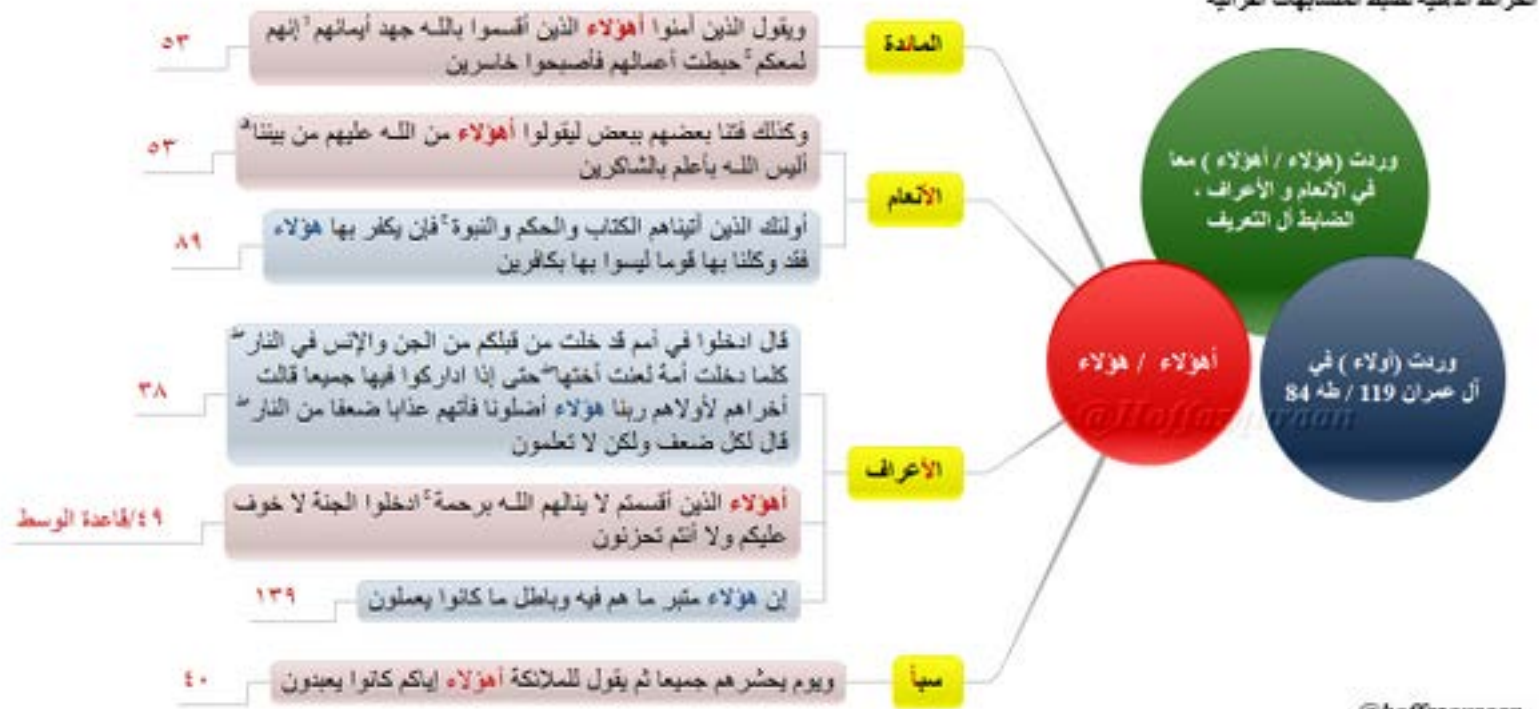 الخرائط الذهنية لضبط المتشابهات القرآنية
وردت (هؤلاء / أهؤلاء ) معا
في الأنعام و الأعراف ،
الضابط أل التعريف
وردت (أولاء ) في
آل عمران 119 / طه 84
@Hoffazquraan
أهؤلاء / هؤلاء
المائدة
ويقول الذين آمنوا أهؤلاء الذين أقسموا بالله جهد أيمانهم ۙ إنهم
لمعكم ۚ حبطت أعمالهم فأصبحوا خاسرين
٥٣
الأنعام
وكذلك فتنا بعضهم ببعض ليقولوا أهؤلاء من الله عليهم من بيننا ۗ
أليس الله بأعلم بالشاكرين
٥٣
أولئك الذين آتيناهم الكتاب والحكم والنبوة ۚ فإن يكفر بها هؤلاء
فقد وكلنا بها قوما ليسوا بها بكافرين
٨٩
الأعراف
قال ادخلوا في أمم قد خلت من قبلكم من الجن والإنس في النار ۖ
كلما دخلت أمة لعنت أختها ۖ حتى إذا اداركوا فيها جميعا قالت
أخراهم لأولاهم ربنا هؤلاء أضلونا فآتهم عذابا ضعفا من النار ۖ
قال لكل ضعف ولكن لا تعلمون
٣٨
أهؤلاء الذين أقسمتم لا ينالهم الله برحمة ۚ ادخلوا الجنة لا خوف
عليكم ولا أنتم تحزنون
٤٩/قاعدة الوسط
إن هؤلاء متبر ما هم فيه وباطل ما كانوا يعملون
١٣٩
سبأ
ويوم يحشرهم جميعا ثم يقول للملائكة أهؤلاء إياكم كانوا يعبدون
٤٠
@hoffazquraan